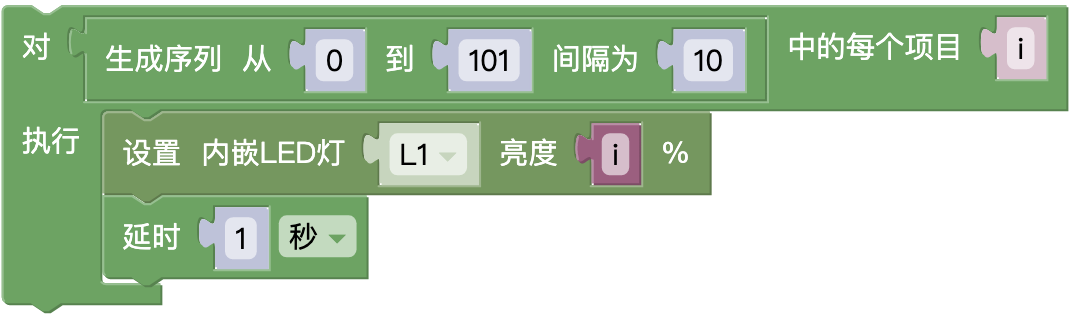 对 生成序列 从 0 到 101 间隔为 10 中的每个项目 i
执行 设置 内嵌LED灯 L1 亮度 i %
延时 1 秒